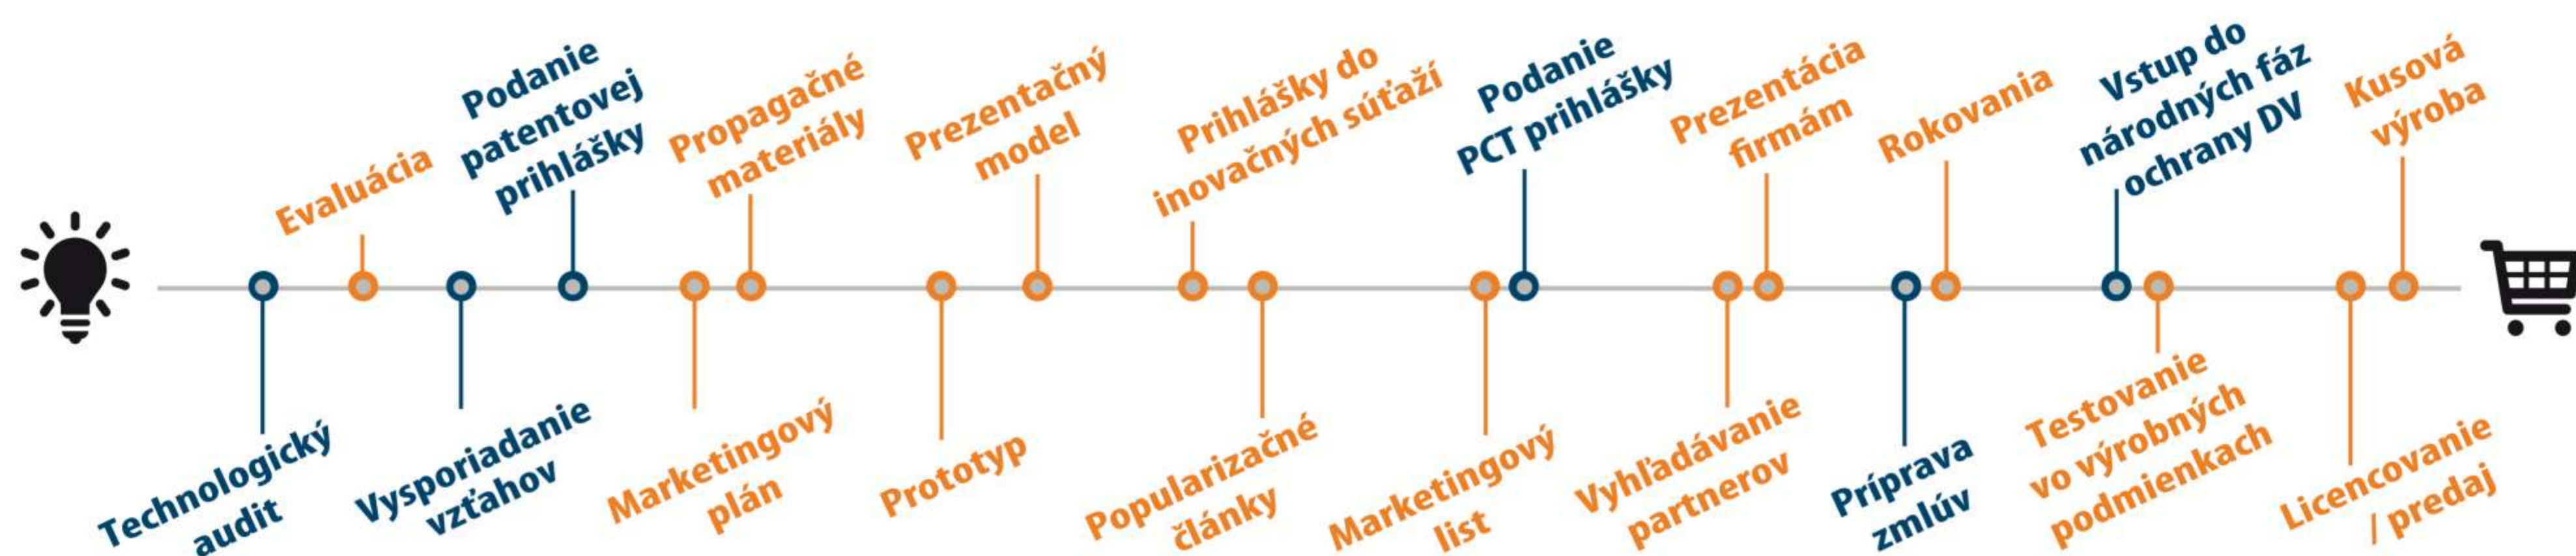 Technologický
audit
Evaluácia
Vysporiadanie
vzťahov
Podanie
patentovej
prihlášky
Marketingový
plán
Propagačné
materiály
Prototyp
Prezentačný
model
Prihlášky do
inovačných súťaží
Popularizačné
články
Marketingový
list
Podanie
PCT prihlášky
Vyhľadávanie
partnerov
Prezentácia
firmám
Príprava
zmlúv
Rokovania
Vstup do
národných fáz
ochrany DV
Testovanie
vo výrobných
podmienkach
Licencovanie
/ predaj
Kusová
výroba